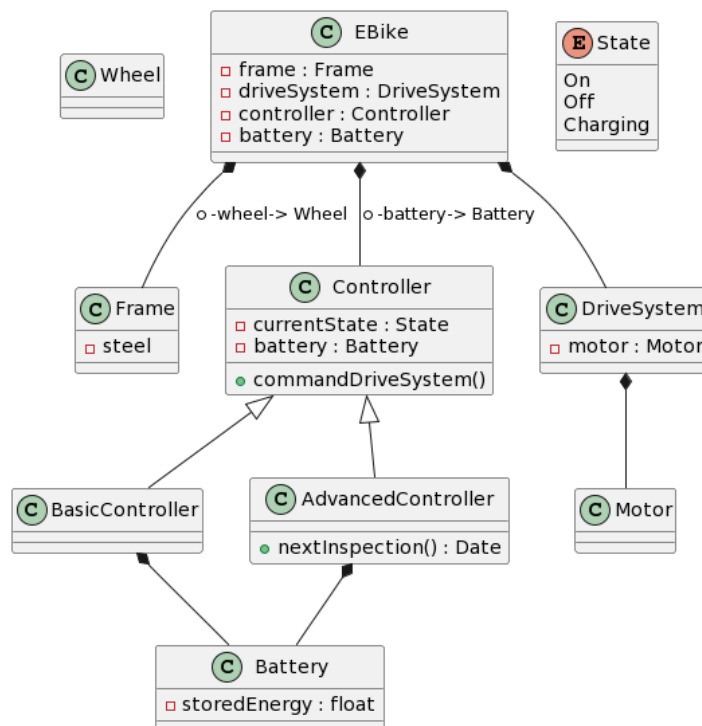 C Wheel
C EBike
frame : Frame
driveSystem : DriveSystem
controller : Controller
battery : Battery
E State
On
Off
Charging
-wheel-> Wheel
-battery-> Battery
C Frame
steel
C Controller
currentState : State
battery : Battery
commandDriveSystem()
C DriveSystem
motor : Motor
C BasicController
C AdvancedController
nextInspection() : Date
C Motor
C Battery
storedEnergy : float